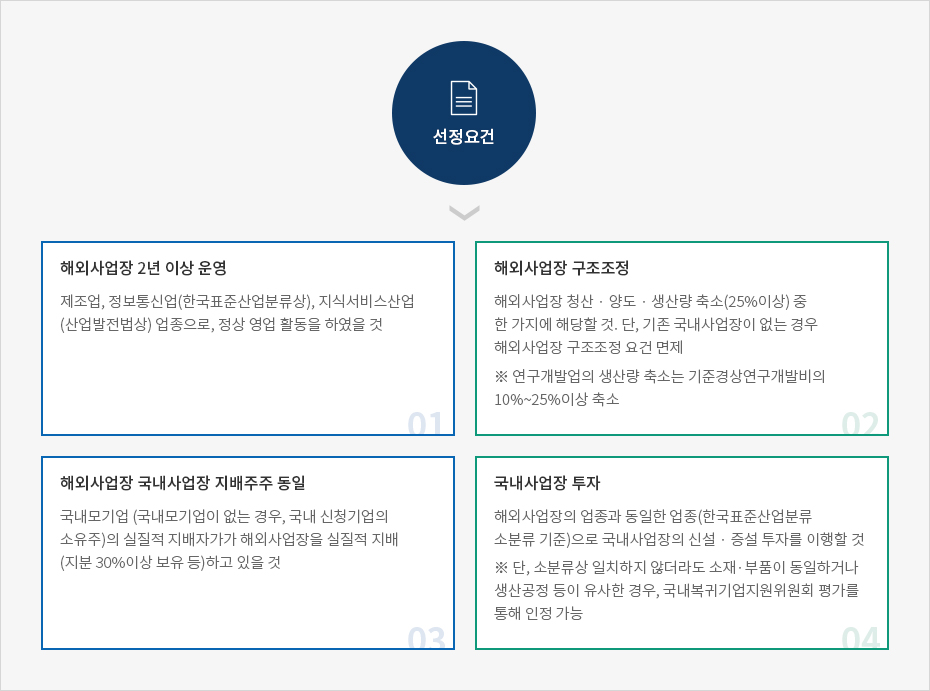 선정요건
해외사업장 2년 이상 운영
제조업, 정보통신업(한국표준산업분류상), 지식서비스산업
(산업발전법상) 업종으로, 정상 영업 활동을 하였을 것
01
해외사업장 구조조정
해외사업장 청산 · 양도 · 생산량 축소(25%이상) 중
한 가지에 해당할 것. 단, 기존 국내사업장이 없는 경우
해외사업장 구조조정 요건 면제
※ 연구개발업의 생산량 축소는 기준경상연구개발비의
10%~25%이상 축소
02
해외사업장 국내사업장 지배주주 동일
국내모기업 (국내모기업이 없는 경우, 국내 신청기업의
소유주)의 실질적 지배자가가 해외사업장을 실질적 지배
(지분 30%이상 보유 등)하고 있을 것
03
국내사업장 투자
해외사업장의 업종과 동일한 업종(한국표준산업분류
소분류 기준)으로 국내사업장의 신설 · 증설 투자를 이행할 것
※ 단, 소분류상 일치하지 않더라도 소재·부품이 동일하거나
생산공정 등이 유사한 경우, 국내복귀기업지원위원회 평가를
통해 인정 가능
04